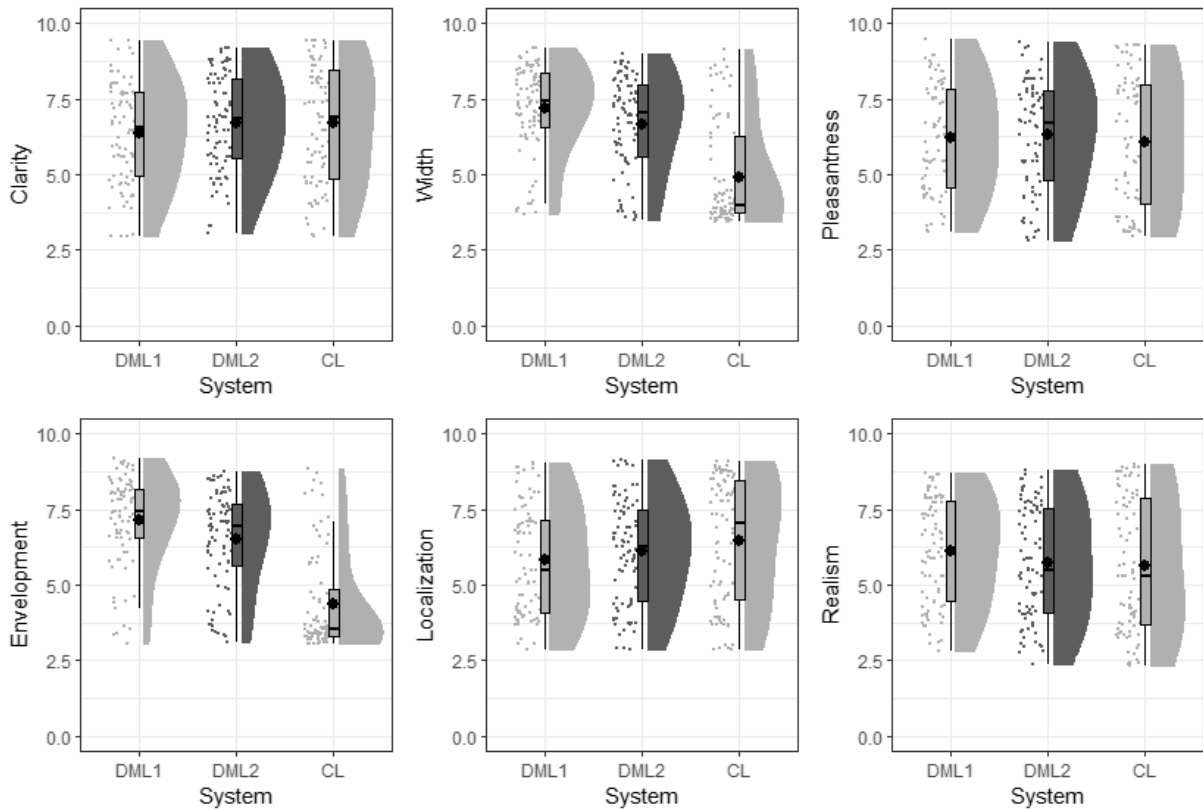 Clarity
10.0
7.5
5.0
2.5
0.0
DML1 DML2 CL
System
Width
10.0
7.5
5.0
2.5
0.0
DML1 DML2 CL
System
Pleasantness
10.0
7.5
5.0
2.5
0.0
DML1 DML2 CL
System
Envelopment
10.0
7.5
5.0
2.5
0.0
DML1 DML2 CL
System
Localization
10.0
7.5
5.0
2.5
0.0
DML1 DML2 CL
System
Realism
10.0
7.5
5.0
2.5
0.0
DML1 DML2 CL
System